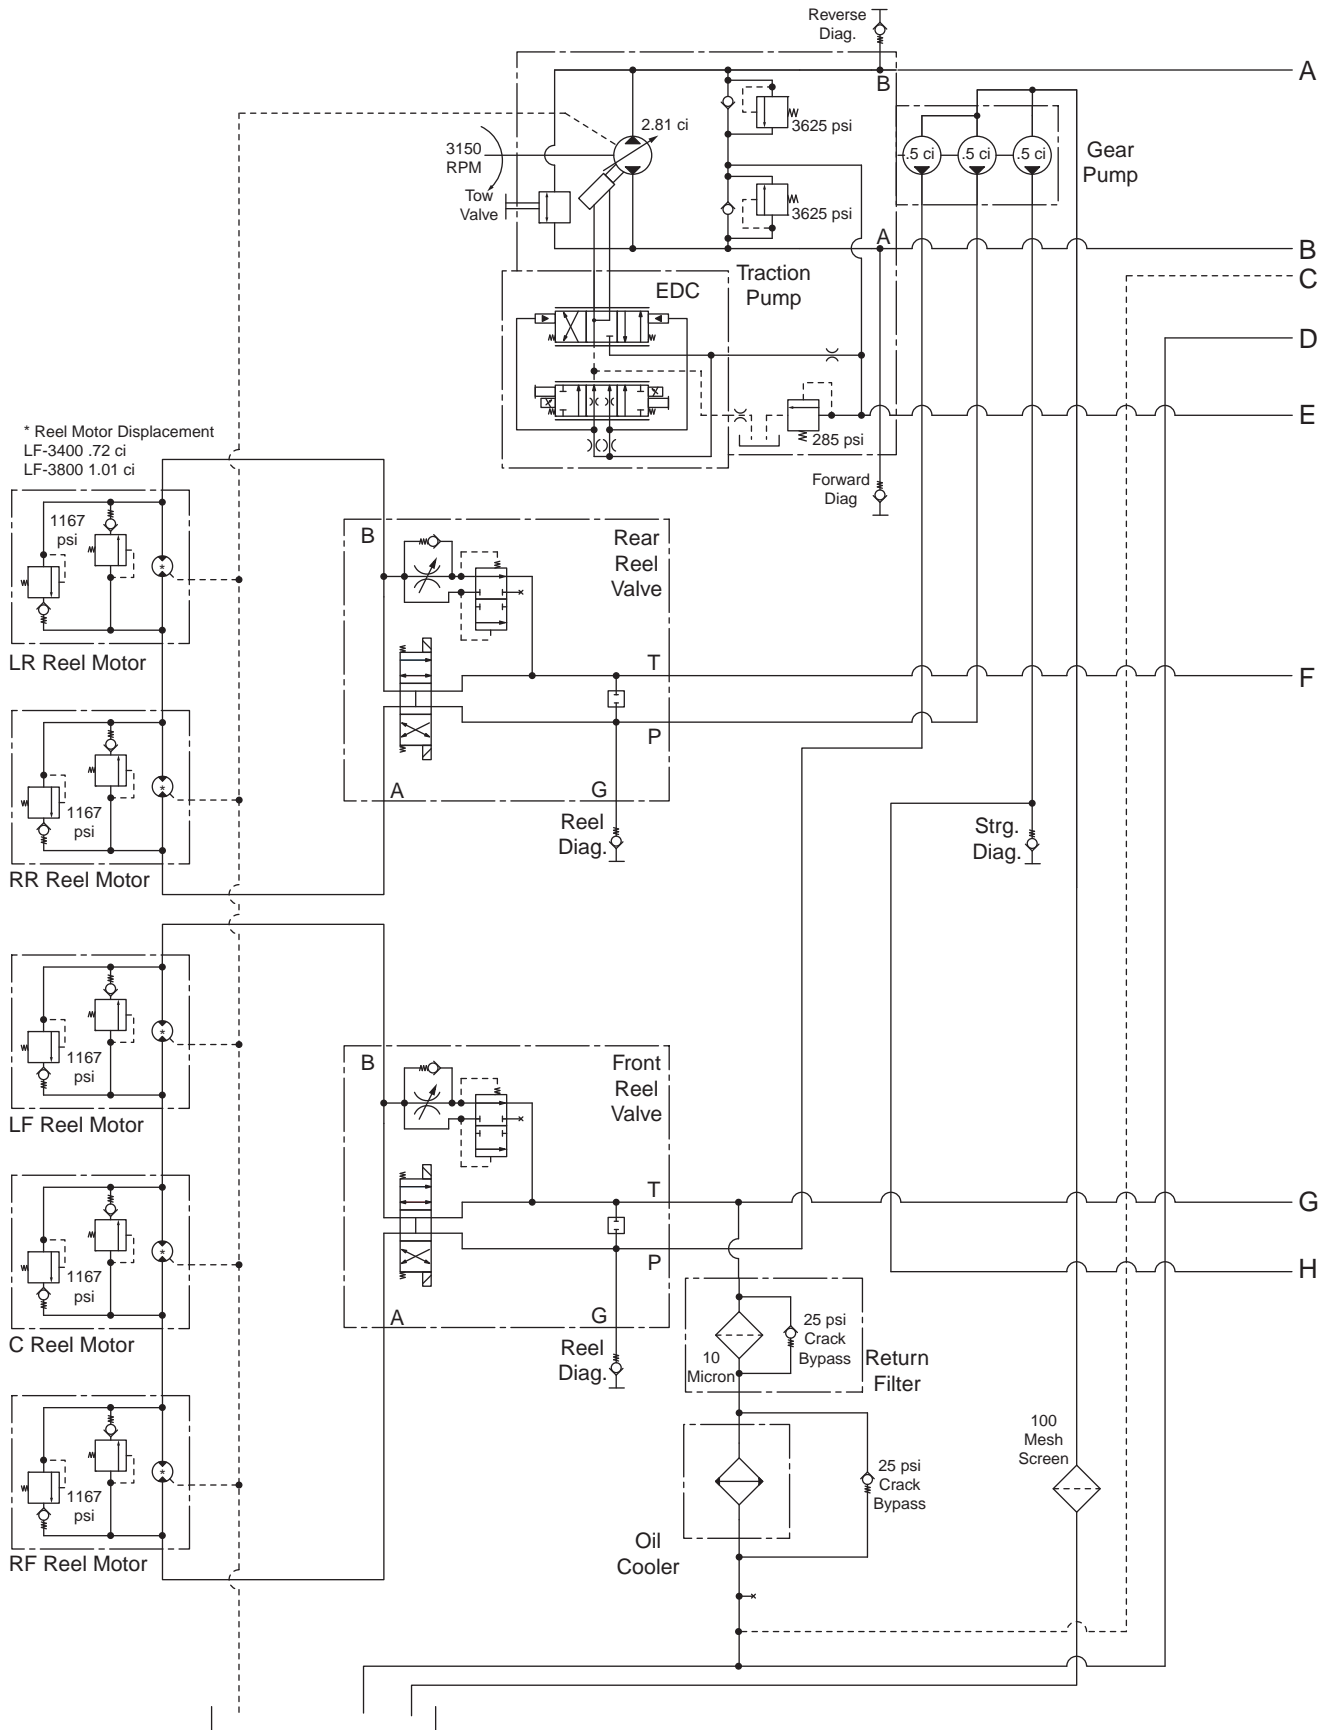 Reverse
Diag.
A
B
2.81 ci
3625 psi
3150
RPM
.5 ci
.5 ci
.5 ci
Gear
Pump
Tow
Valve
3625 psi
A
B
Traction
Pump
EDC
C
D
E
285 psi
* Reel Motor Displacement
LF-3400 .72 ci
LF-3800 1.01 ci
Forward
Diag
1167
psi
*
LR Reel Motor
B
Rear
Reel
Valve
T
F
P
A
G
Reel
Diag.
1167
psi
*
RR Reel Motor
Strg.
Diag.
1167
psi
*
LF Reel Motor
B
Front
Reel
Valve
T
G
P
H
A
G
Reel
Diag.
1167
psi
*
C Reel Motor
25 psi
Crack
Bypass
10
Micron
Return
Filter
1167
psi
*
RF Reel Motor
100
Mesh
Screen
25 psi
Crack
Bypass
Oil
Cooler